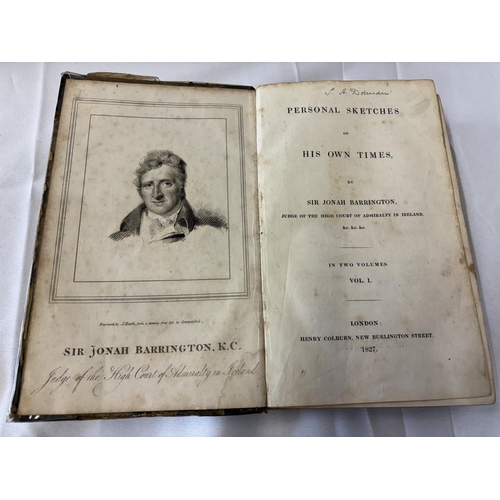 SIR JONAH BARRINGTON, K.C.
Judge of the High Court of Admiralty in Ireland
PERSONAL SKETCHES
OF
HIS OWN TIMES,
BY
SIR JONAH BARRINGTON,
JUDGE OF THE HIGH COURT OF ADMIRALTY IN IRELAND,
&c. &c. &c.
IN TWO VOLUMES.
VOL. I.
LONDON:
HENRY COLBURN, NEW BURLINGTON STREET.
1827.